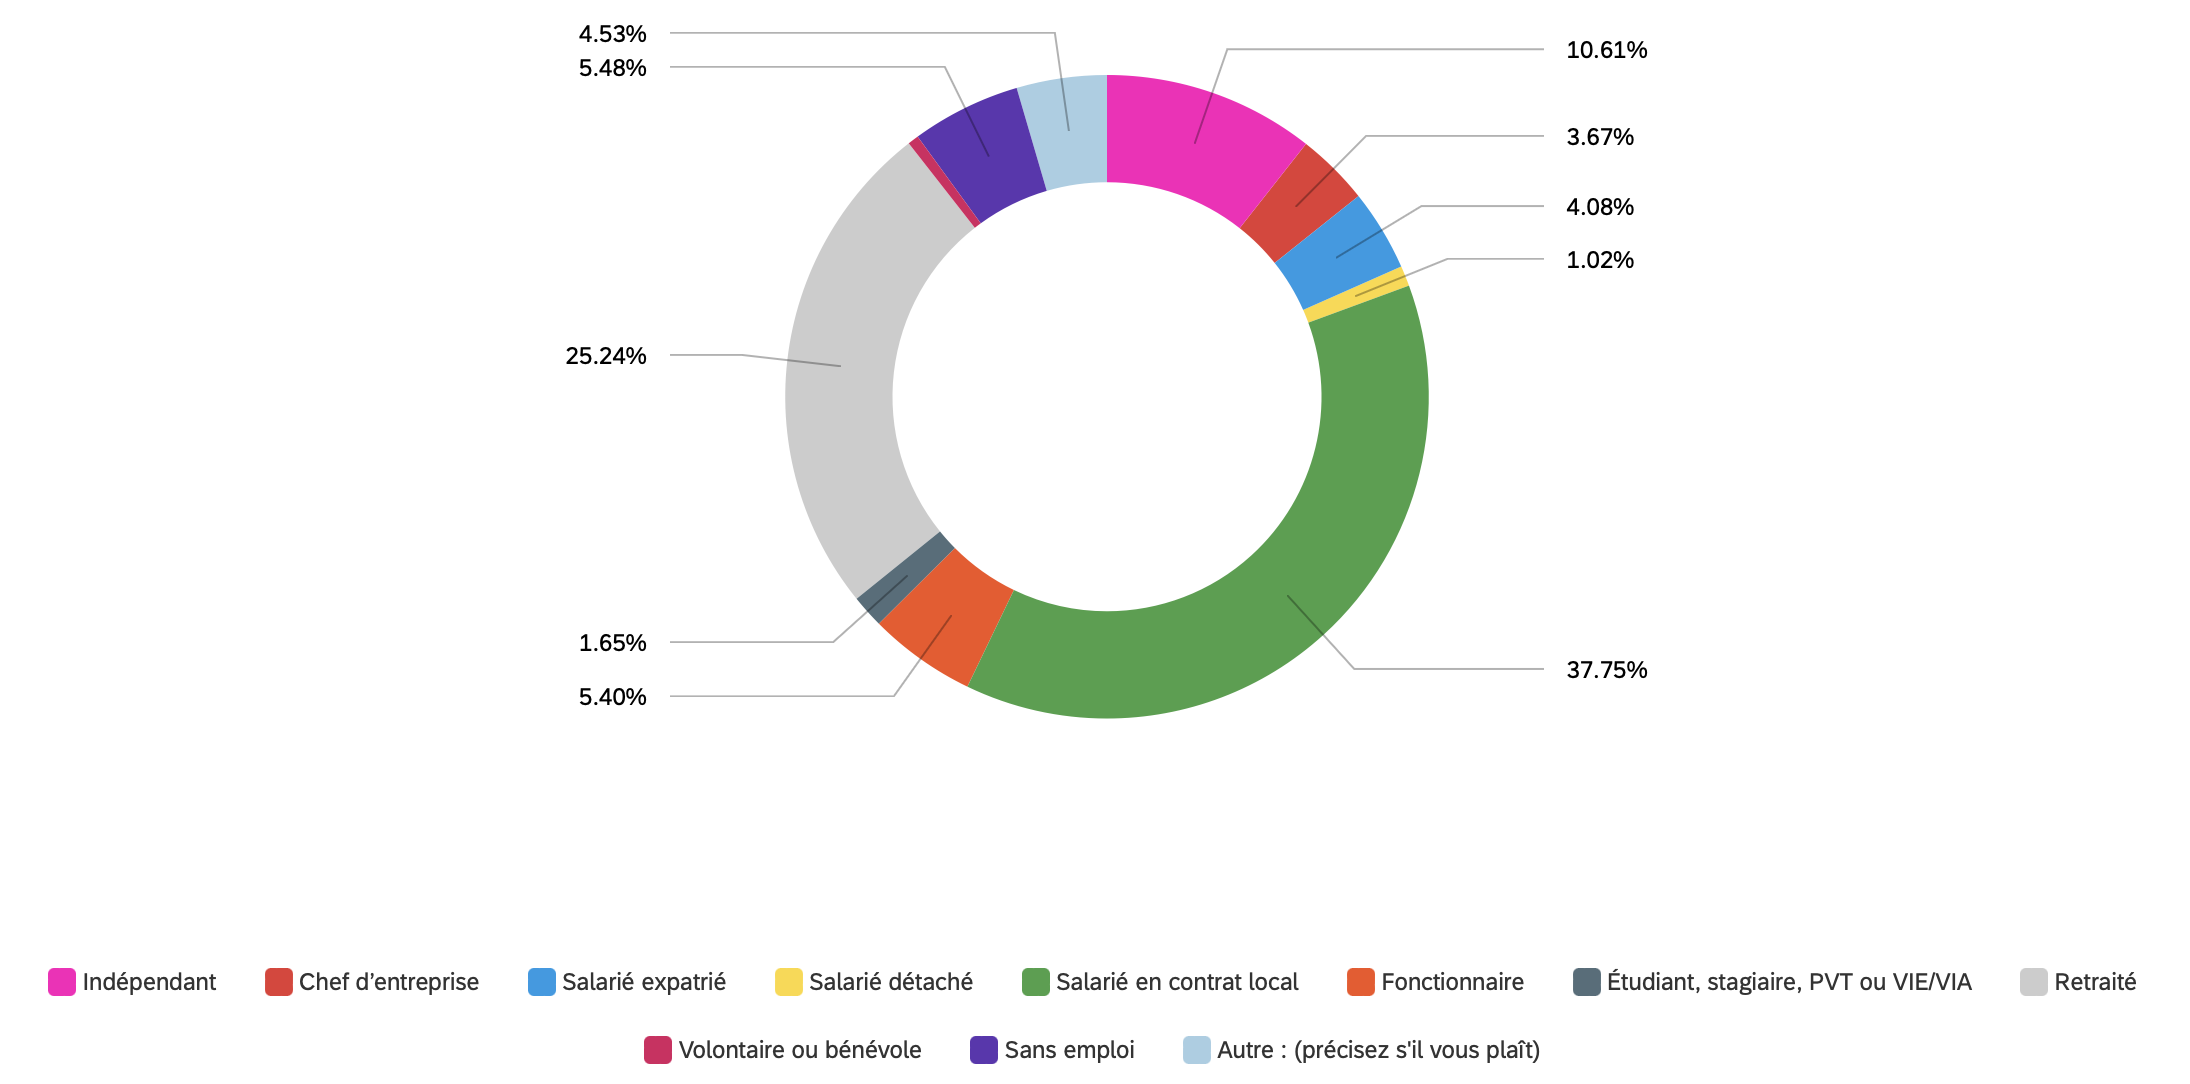 4.53%
5.48%
10.61%
3.67%
4.08%
1.02%
25.24%
1.65%
5.40%
37.75%
Indépendant
Chef d’entreprise
Salarié expatrié
Salarié détaché
Salarié en contrat local
Fonctionnaire
Étudiant, stagiaire, PVT ou VIE/VIA
Retraité
Volontaire ou bénévole
Sans emploi
Autre : (précisez s'il vous plaît)